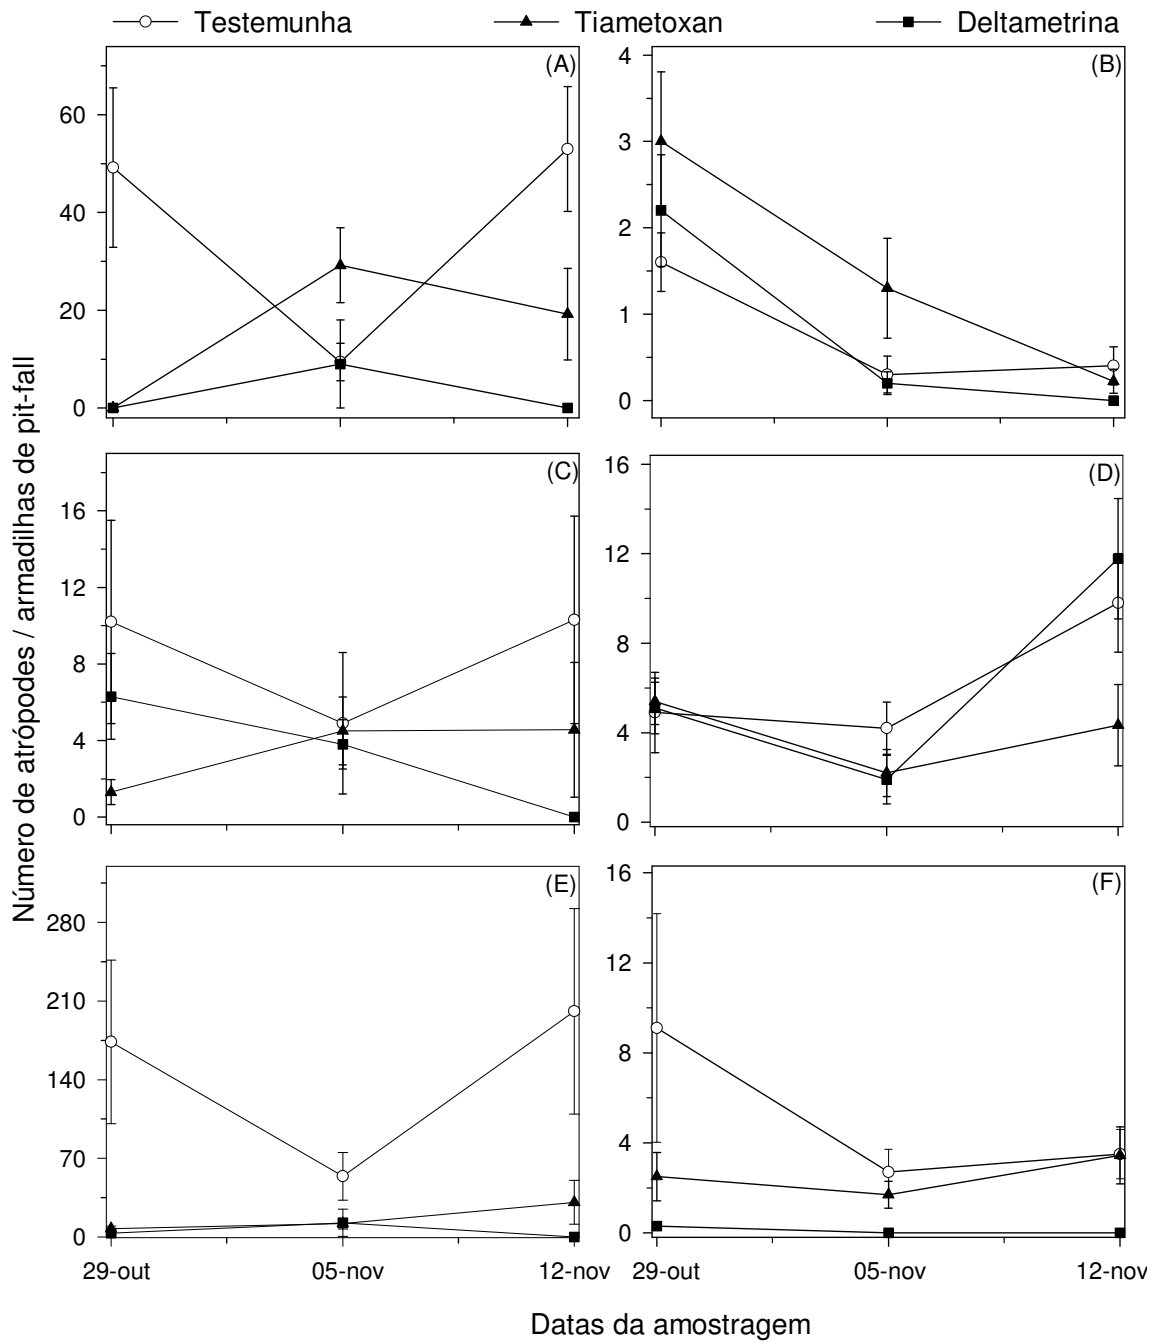 Testemunha Tiametoxan Deltametrina
(A)
60
40
20
0
(B)
4
3
2
1
0
(C)
16
12
8
4
0
(D)
16
12
8
4
0
(E)
280
210
140
70
0
(F)
16
12
8
4
0
29-out 05-nov 12-nov 29-out 05-nov 12-nov
Número de atrópodes / armadilhas de pit-fall
Datas da amostragem